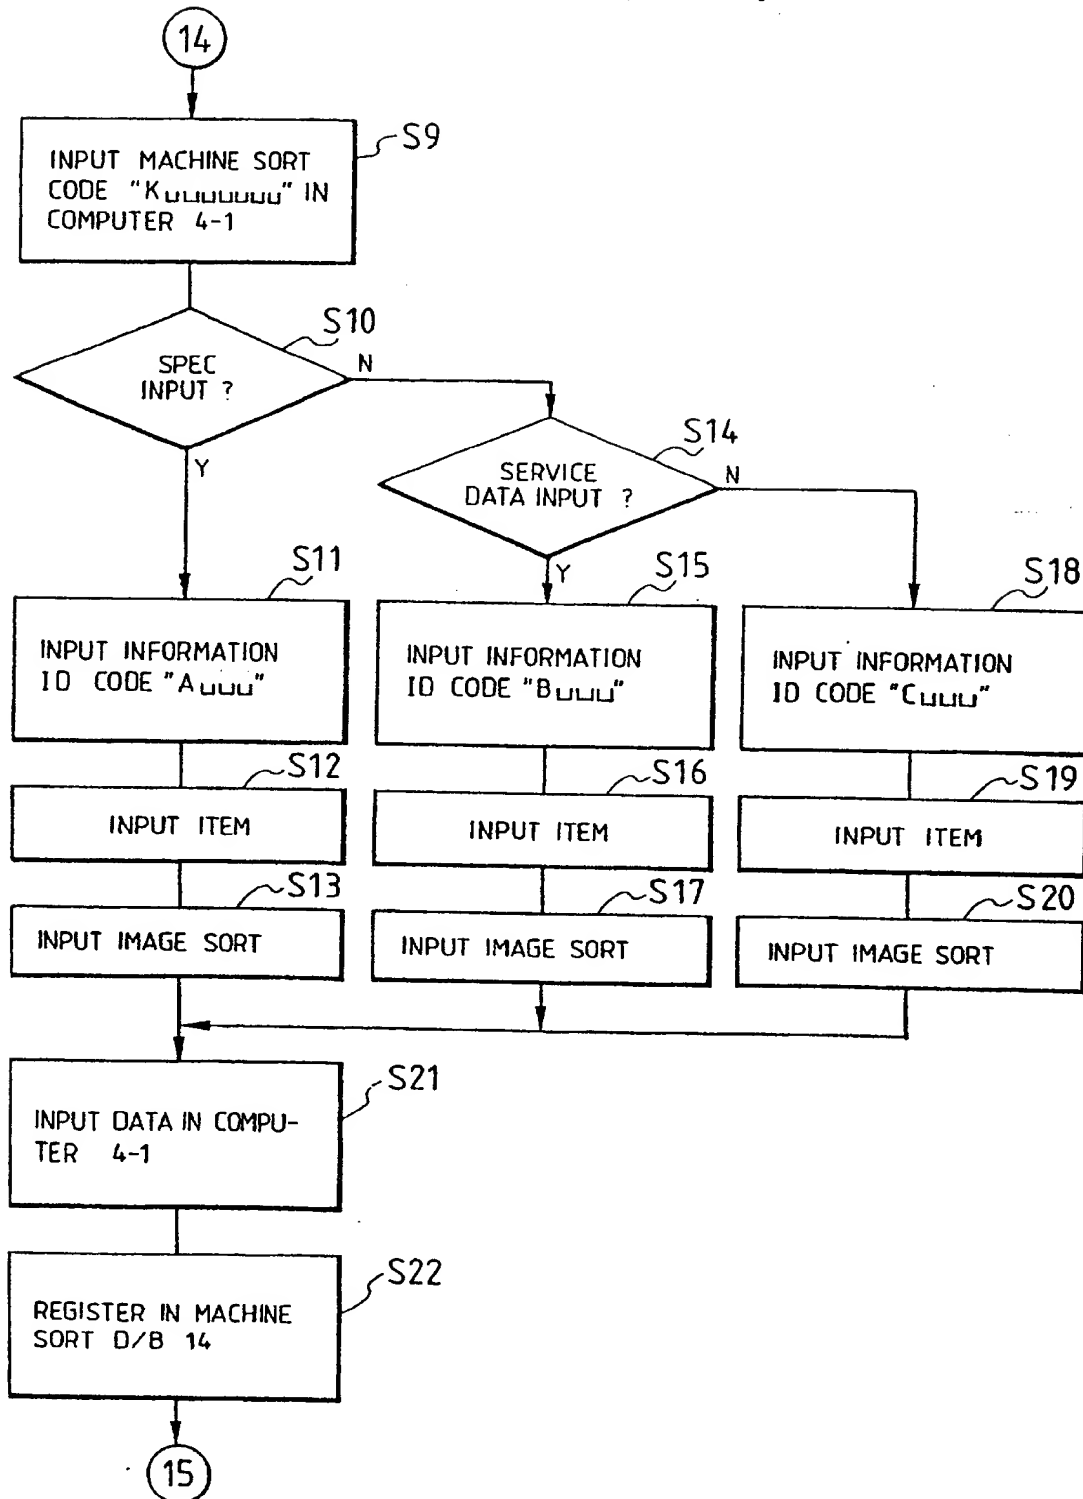 14
S9
INPUT MACHINE SORT
CODE "K␣␣␣␣␣␣␣" IN
COMPUTER 4-1
S10
SPEC
INPUT ?
N
Y
S14
SERVICE
DATA INPUT ?
N
Y
S11
INPUT INFORMATION
ID CODE "A␣␣␣"
S15
INPUT INFORMATION
ID CODE "B␣␣␣"
S18
INPUT INFORMATION
ID CODE "C␣␣␣"
S12
INPUT ITEM
S16
INPUT ITEM
S19
INPUT ITEM
S13
INPUT IMAGE SORT
S17
INPUT IMAGE SORT
S20
INPUT IMAGE SORT
S21
INPUT DATA IN COMPU-
TER 4-1
S22
REGISTER IN MACHINE
SORT D/B 14
15